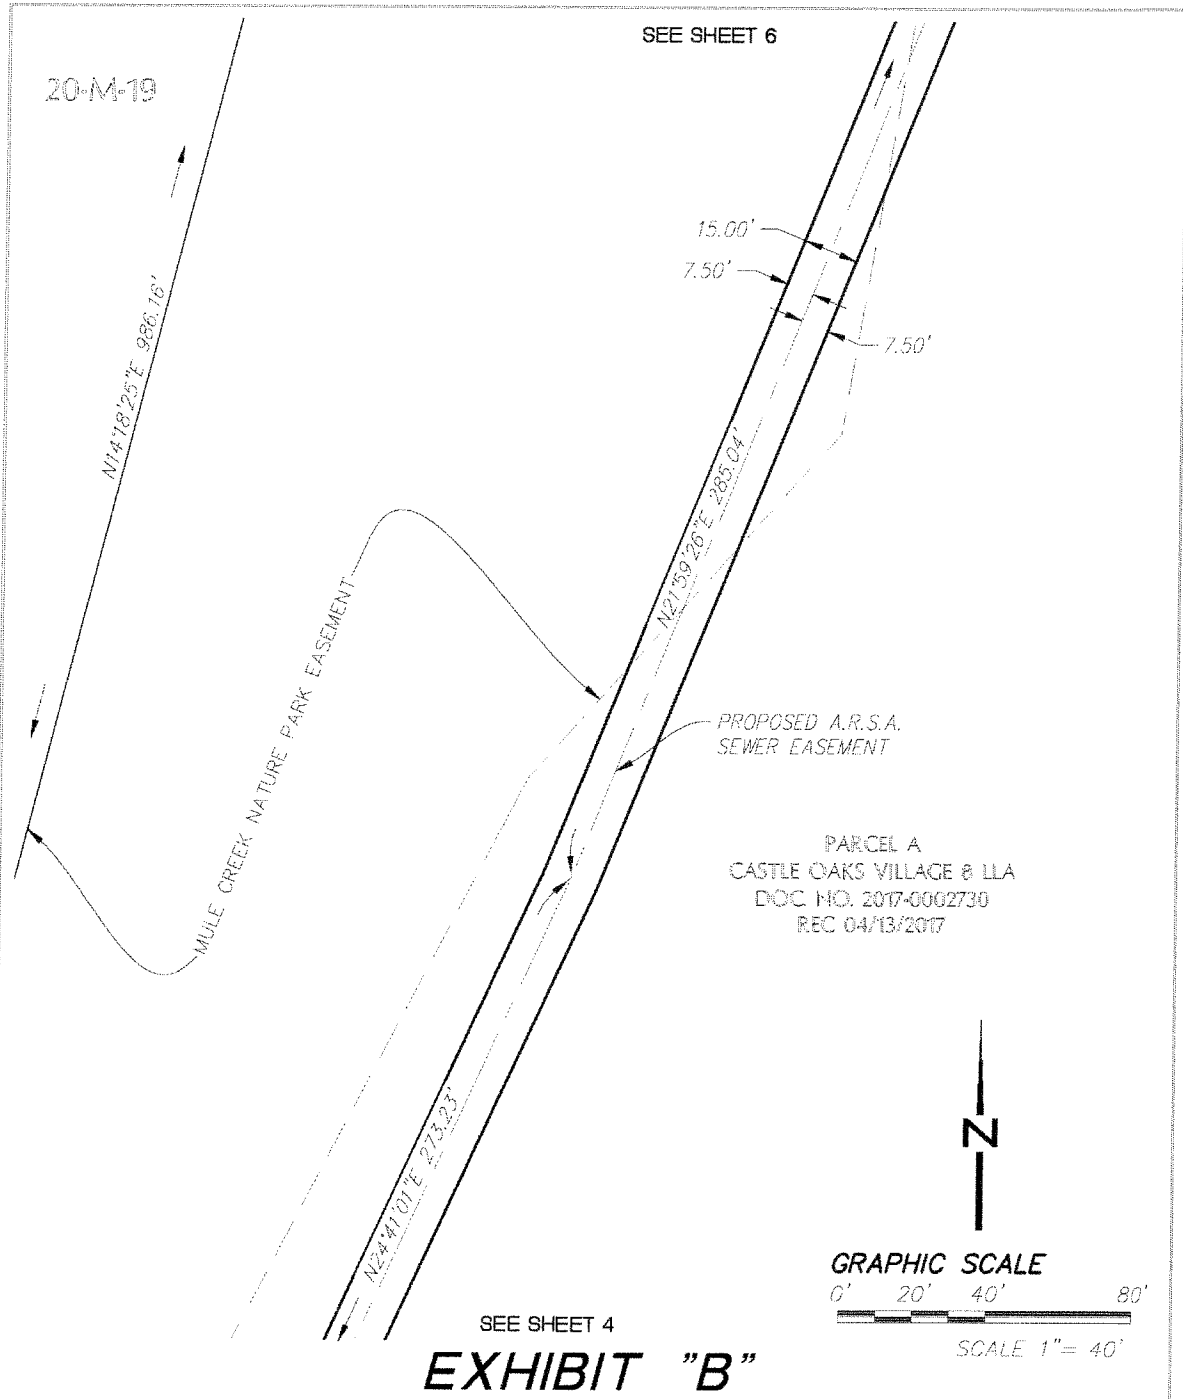 SEE SHEET 6
20-M-19
15.00'
7.50'
7.50'
N14°18'25"E 986.16'
N21°59'26"E 285.04'
MULE CREEK NATURE PARK EASEMENT
PROPOSED A.R.S.A.
SEWER EASEMENT
PARCEL A
CASTLE OAKS VILLAGE 8 LLA
DOC. NO. 2017-0002730
REC 04/13/2017
N24°41'01"E 273.23'
N
GRAPHIC SCALE
0' 20' 40' 80'
SCALE 1"= 40'
SEE SHEET 4
EXHIBIT "B"